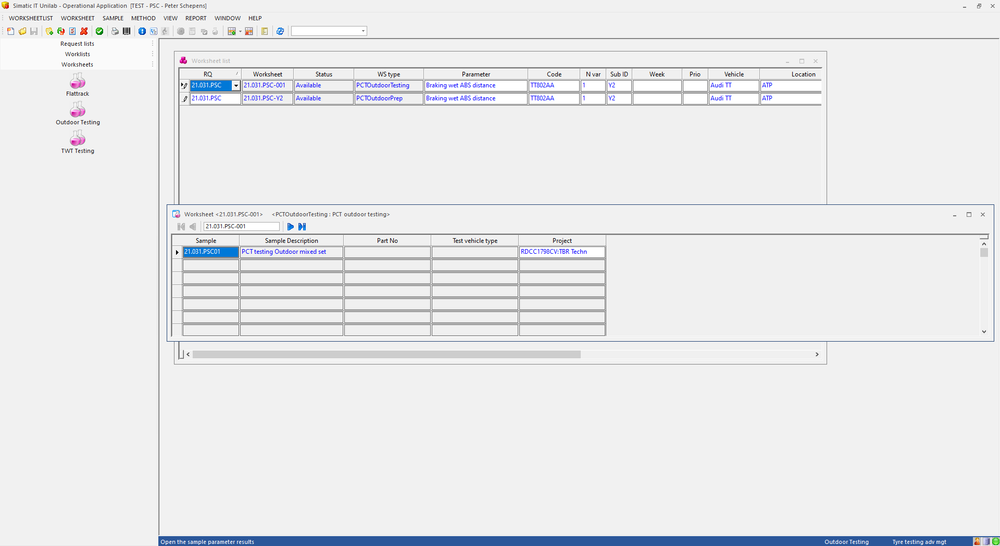 Simatic IT Unilab - Operational Application [TEST - PSC - Peter Schepens]
WORKSHEETLIST WORKSHEET SAMPLE METHOD VIEW REPORT WINDOW HELP
Request lists
Worklists
Worksheets
Flattrack
Outdoor Testing
TWT Testing
Worksheet list
RQ Worksheet Status WS type Parameter Code N var Sub ID Week Prio Vehicle Location
21.031.PSC 21.031.PSC-001 Available PCTOutdoorTesting Braking wet ABS distance TT802AA 1 Y2 Audi TT ATP
21.031.PSC 21.031.PSC-Y2 Available PCTOutdoorPrep Braking wet ABS distance TT802AA 1 Y2 Audi TT ATP
Worksheet <21.031.PSC-001> <PCTOutdoorTesting : PCT outdoor testing>
21.031.PSC-001
Sample Sample Description Part No Test vehicle type Project
21.031.PSC01 PCT testing Outdoor mixed set RDCC1798CV:TBR Techn
Open the sample parameter results Outdoor Testing Tyre testing adv mgt